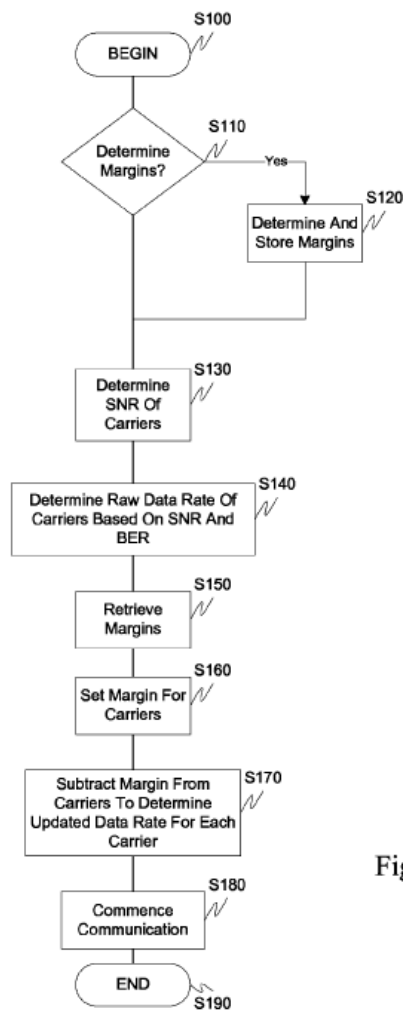 S100
BEGIN
S110
Determine
Margins?
Yes
S120
Determine And
Store Margins
S130
Determine
SNR Of
Carriers
S140
Determine Raw Data Rate Of
Carriers Based On SNR And
BER
S150
Retrieve
Margins
S160
Set Margin For
Carriers
S170
Subtract Margin From
Carriers To Determine
Updated Data Rate For Each
Carrier
Fig
S180
Commence
Communication
END
S190